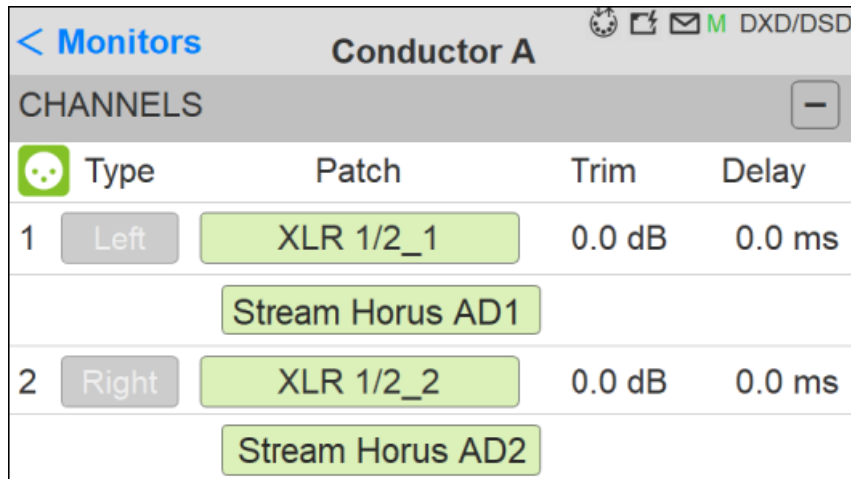 < Monitors Conductor A M DXD/DSD
CHANNELS −
Type Patch Trim Delay
1 Left XLR 1/2_1 0.0 dB 0.0 ms
Stream Horus AD1
2 Right XLR 1/2_2 0.0 dB 0.0 ms
Stream Horus AD2